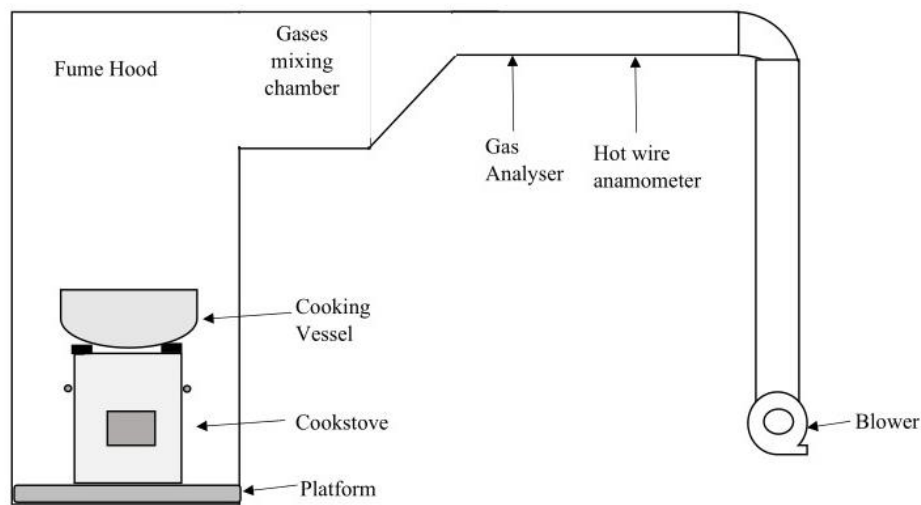 Fume Hood
Gases
mixing
chamber
Gas
Analyser
Hot wire
anamometer
Cooking
Vessel
Cookstove
Blower
Platform